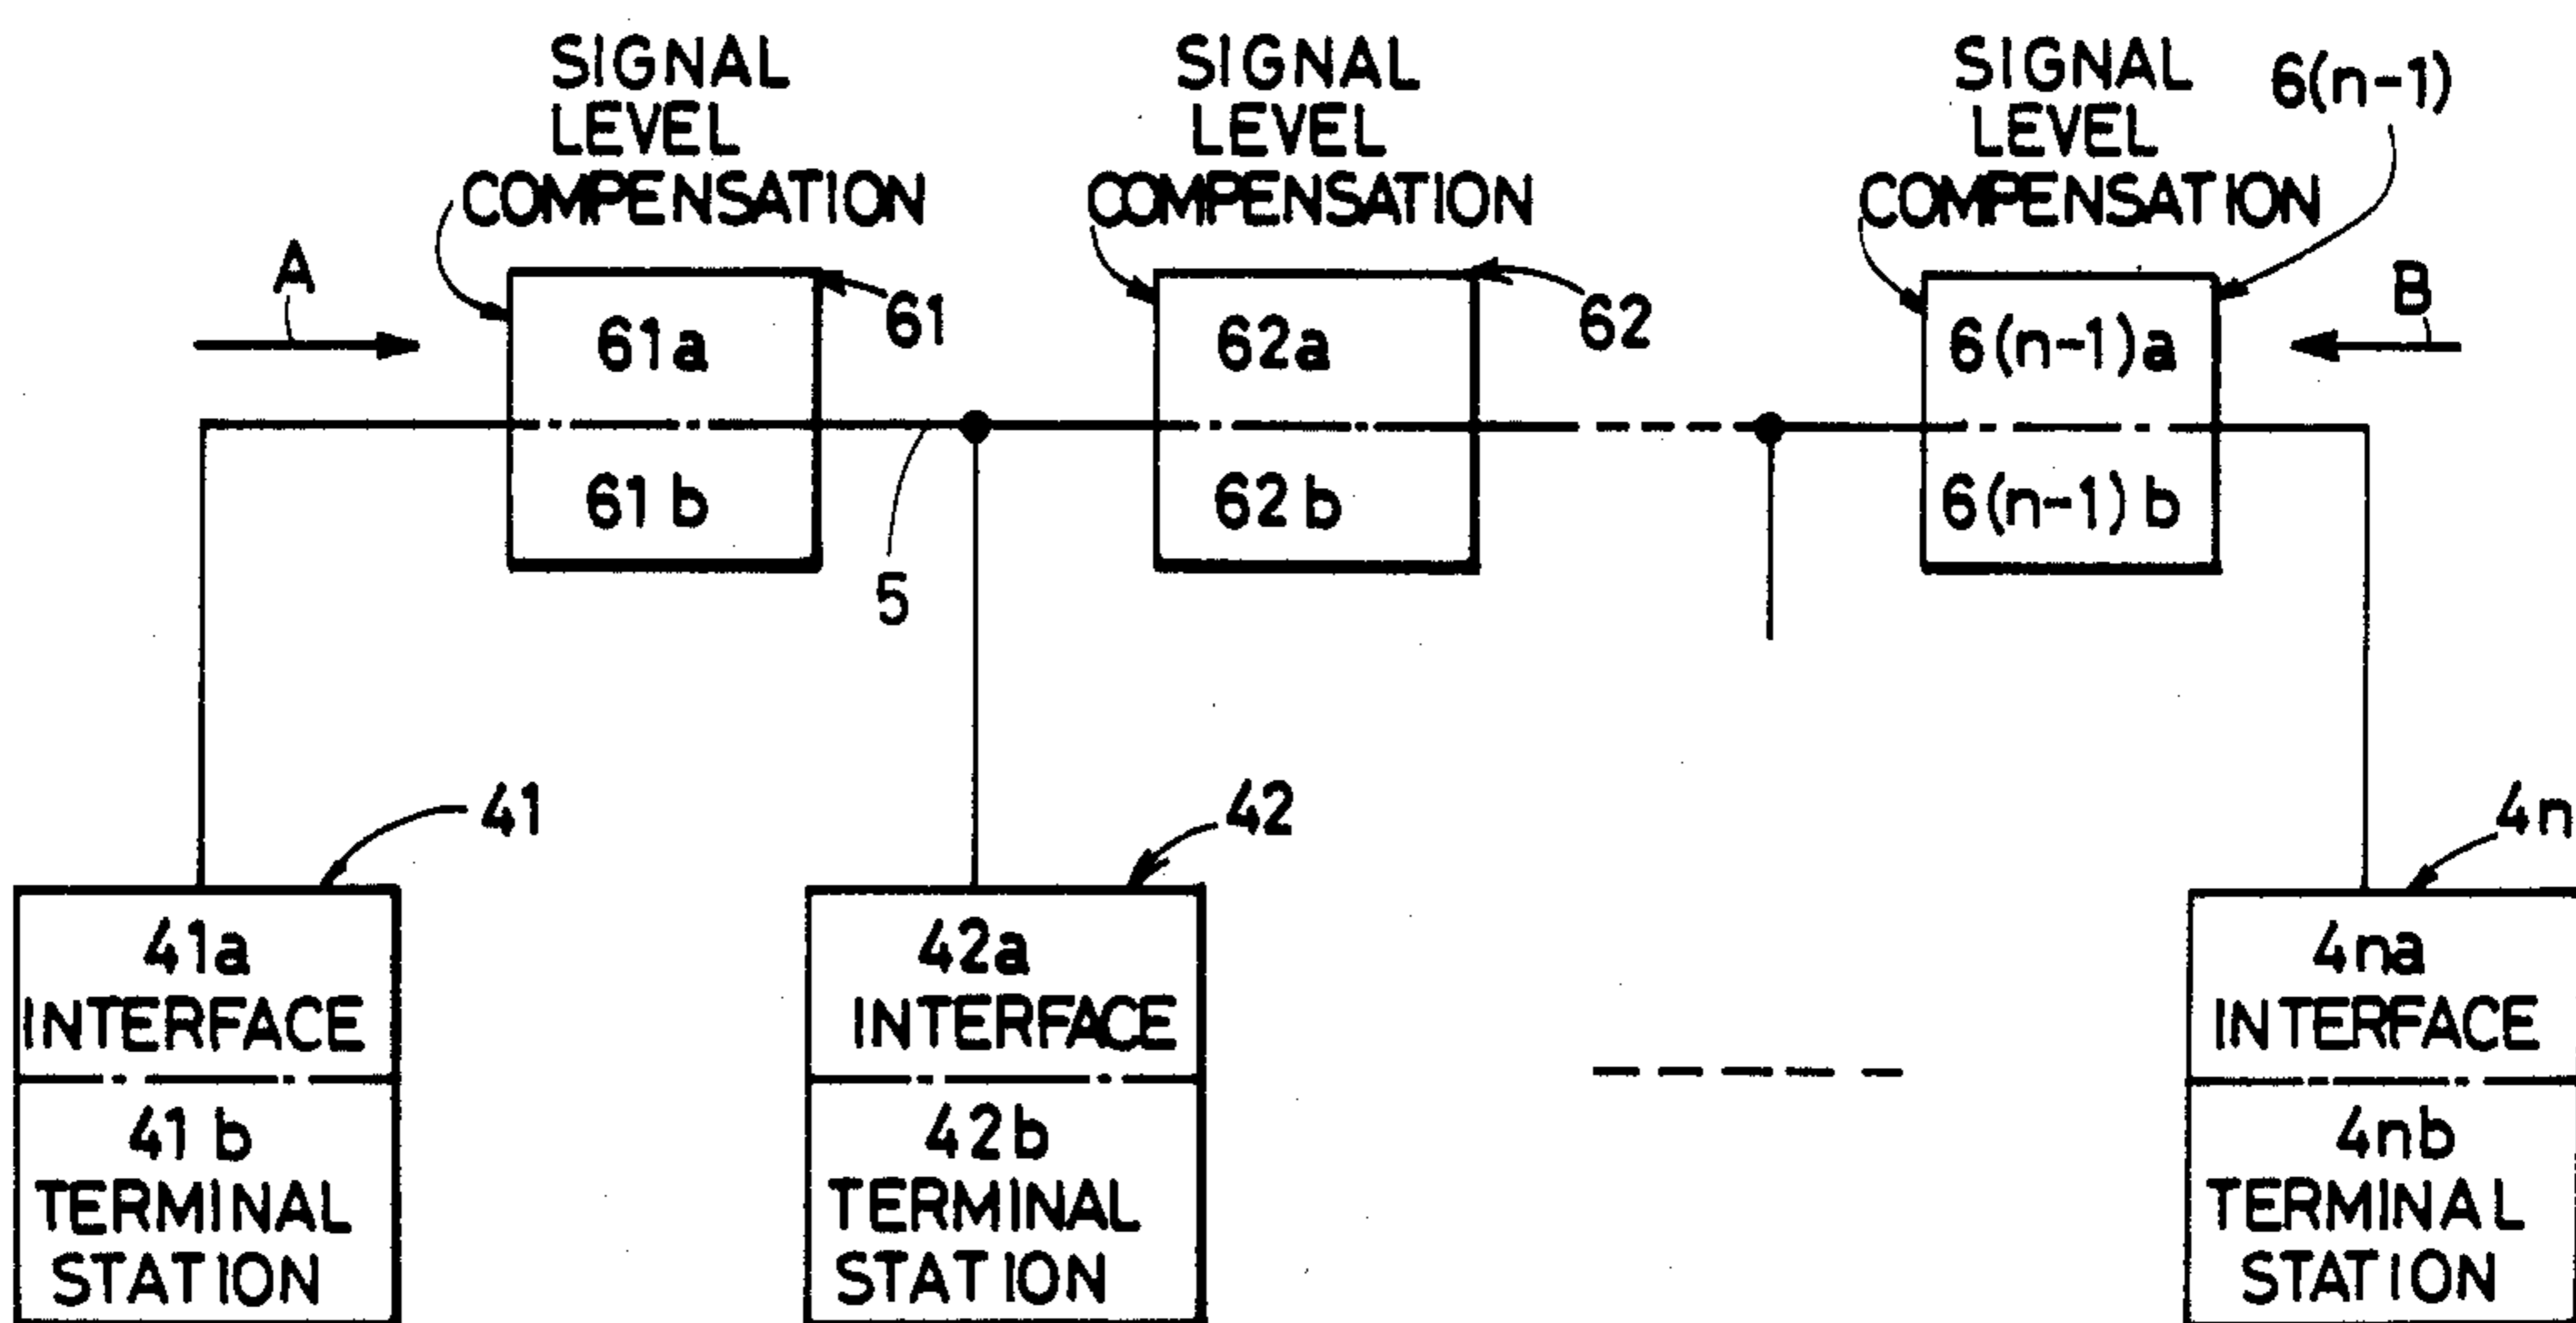 SIGNAL
LEVEL
COMPENSATION
SIGNAL
LEVEL
COMPENSATION
SIGNAL
LEVEL
COMPENSATION
6(n-1)
A
61a
61
62a
62
6(n-1)a
B
61b
5
62b
6(n-1)b
41
42
4n
41a
INTERFACE
41b
TERMINAL
STATION
42a
INTERFACE
42b
TERMINAL
STATION
4na
INTERFACE
4nb
TERMINAL
STATION